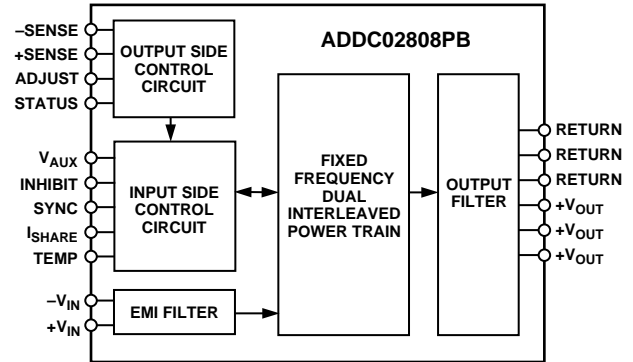 ADDC02808PB
–SENSE
+SENSE
ADJUST
STATUS
OUTPUT SIDE
CONTROL
CIRCUIT
VAUX
INHIBIT
SYNC
ISHARE
TEMP
INPUT SIDE
CONTROL
CIRCUIT
–VIN
+VIN
EMI FILTER
FIXED
FREQUENCY
DUAL
INTERLEAVED
POWER TRAIN
OUTPUT
FILTER
RETURN
RETURN
RETURN
+VOUT
+VOUT
+VOUT